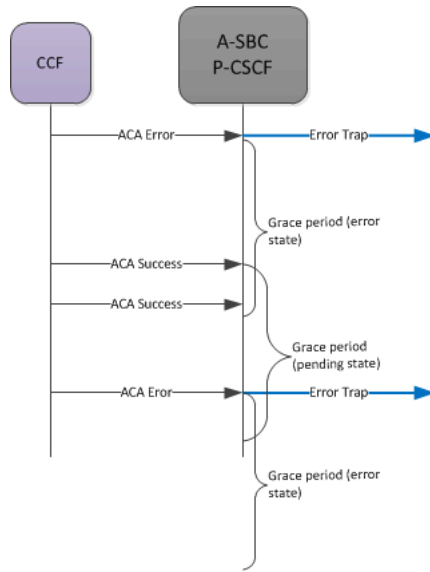 CCF
A-SBC
P-CSCF
ACA Error
Error Trap
Grace period (error
state)
ACA Success
ACA Success
Grace period
(pending state)
ACA Eror
Error Trap
Grace period (error
state)